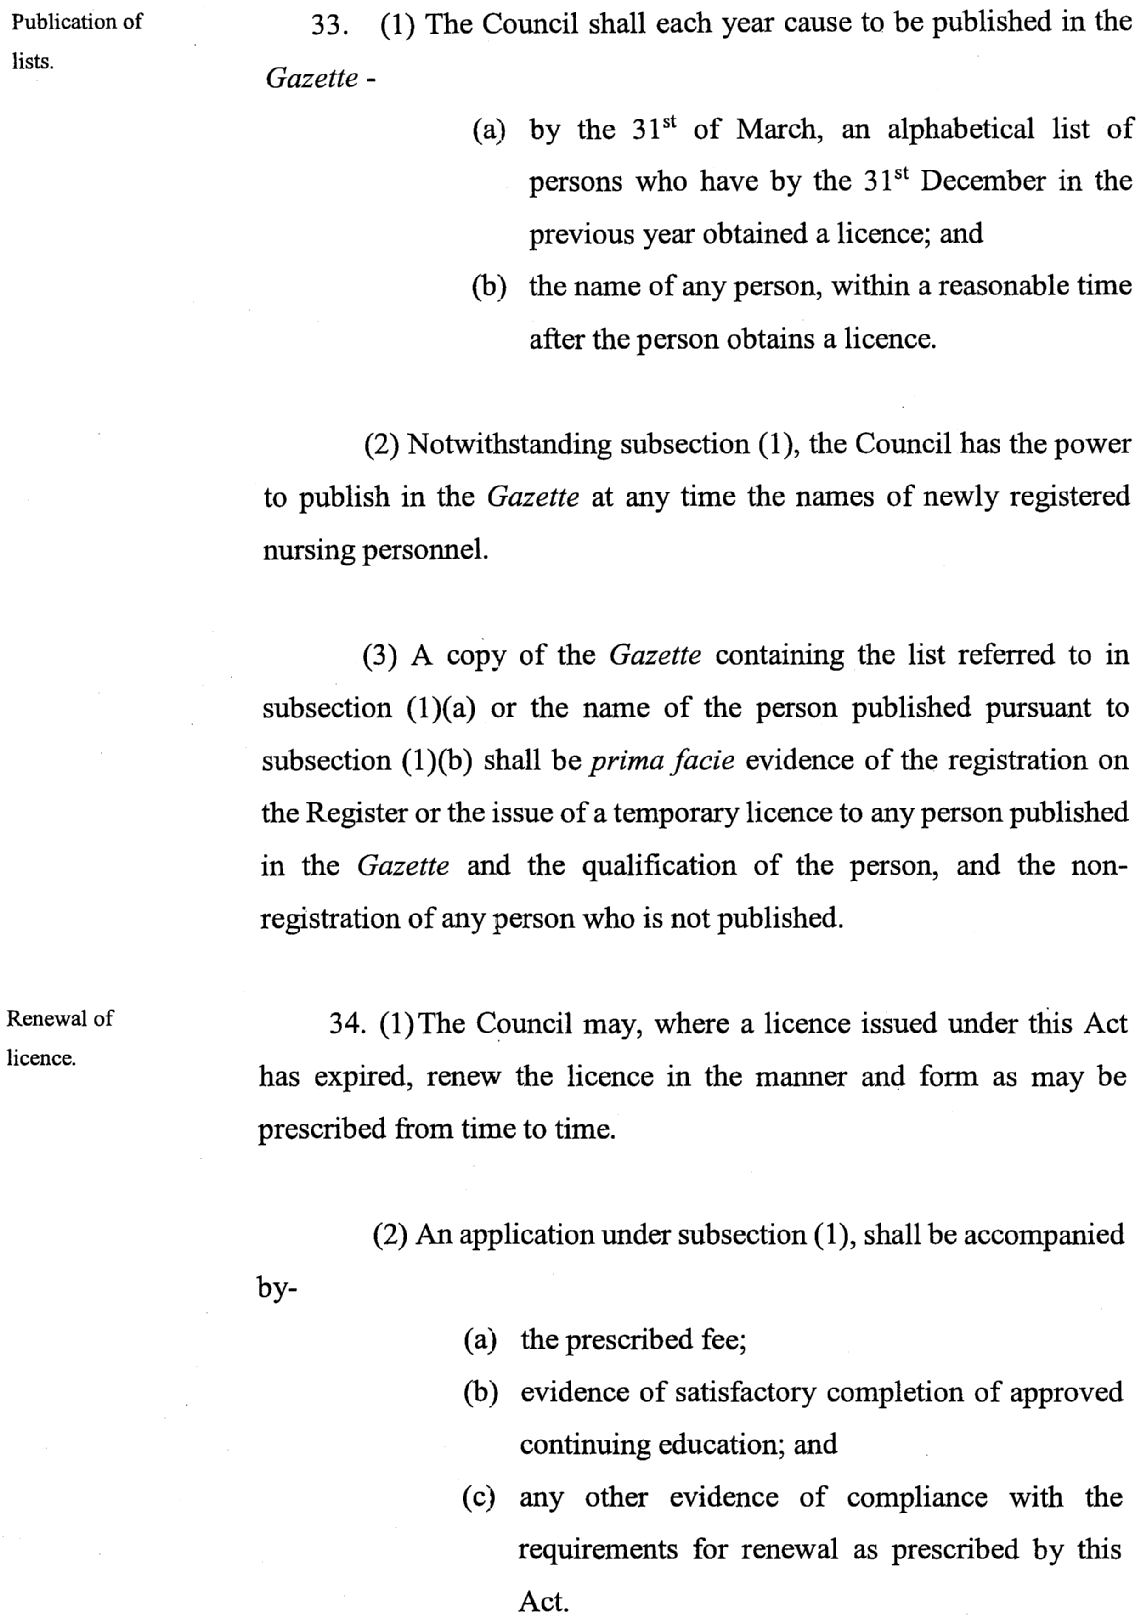 Publication of
lists.
33. (1) The Council shall each year cause to be published in the
Gazette -
(a) by the 31st of March, an alphabetical list of
persons who have by the 31st December in the
previous year obtained a licence; and
(b) the name of any person, within a reasonable time
after the person obtains a licence.
(2) Notwithstanding subsection (1), the Council has the power
to publish in the Gazette at any time the names of newly registered
nursing personnel.
(3) A copy of the Gazette containing the list referred to in
subsection (1)(a) or the name of the person published pursuant to
subsection (1)(b) shall be prima facie evidence of the registration on
the Register or the issue of a temporary licence to any person published
in the Gazette and the qualification of the person, and the non-
registration of any person who is not published.
Renewal of
licence.
34. (1)The Council may, where a licence issued under this Act
has expired, renew the licence in the manner and form as may be
prescribed from time to time.
(2) An application under subsection (1), shall be accompanied
by-
(a) the prescribed fee;
(b) evidence of satisfactory completion of approved
continuing education; and
(c) any other evidence of compliance with the
requirements for renewal as prescribed by this
Act.